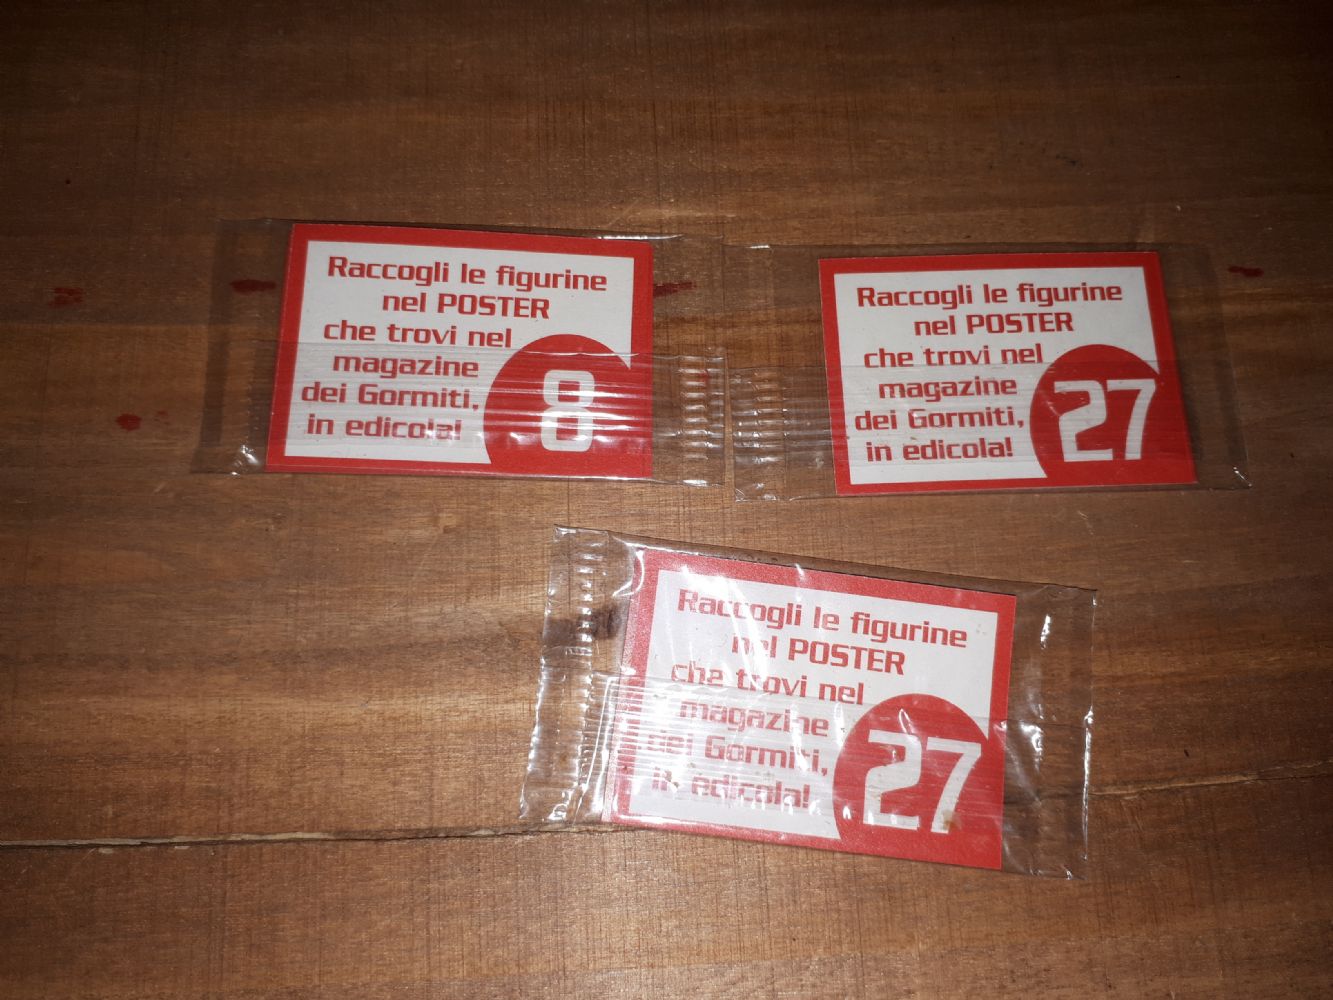 Raccogli le figurine
nel POSTER
che trovi nel
magazine
dei Gormiti,
in edicola!
8
Raccogli le figurine
nel POSTER
che trovi nel
magazine
dei Gormiti,
in edicola!
27
Raccogli le figurine
nel POSTER
che trovi nel
magazine
dei Gormiti,
in edicola!
27